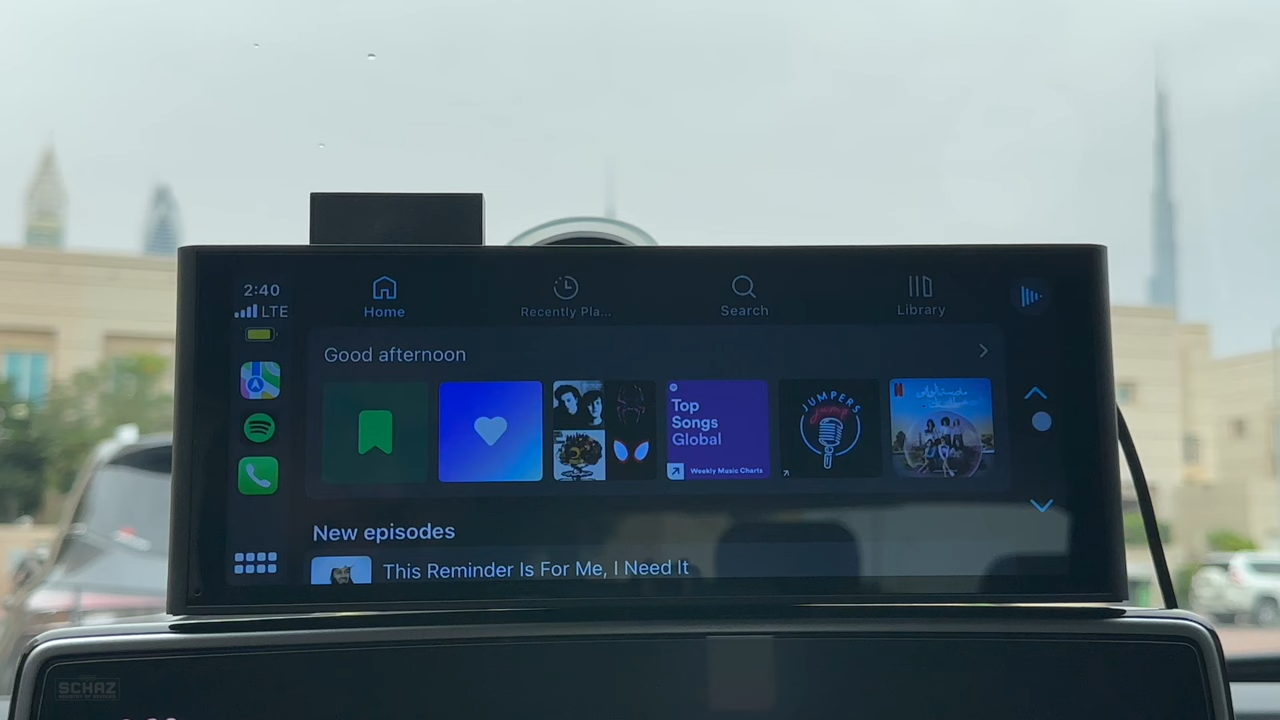 2:40
LTE
Home
Recently Pla...
Search
Library
Good afternoon
Top
Songs
Global
Weekly Music Charts
JUMPERS
New episodes
This Reminder Is For Me, I Need It
SCHAZ